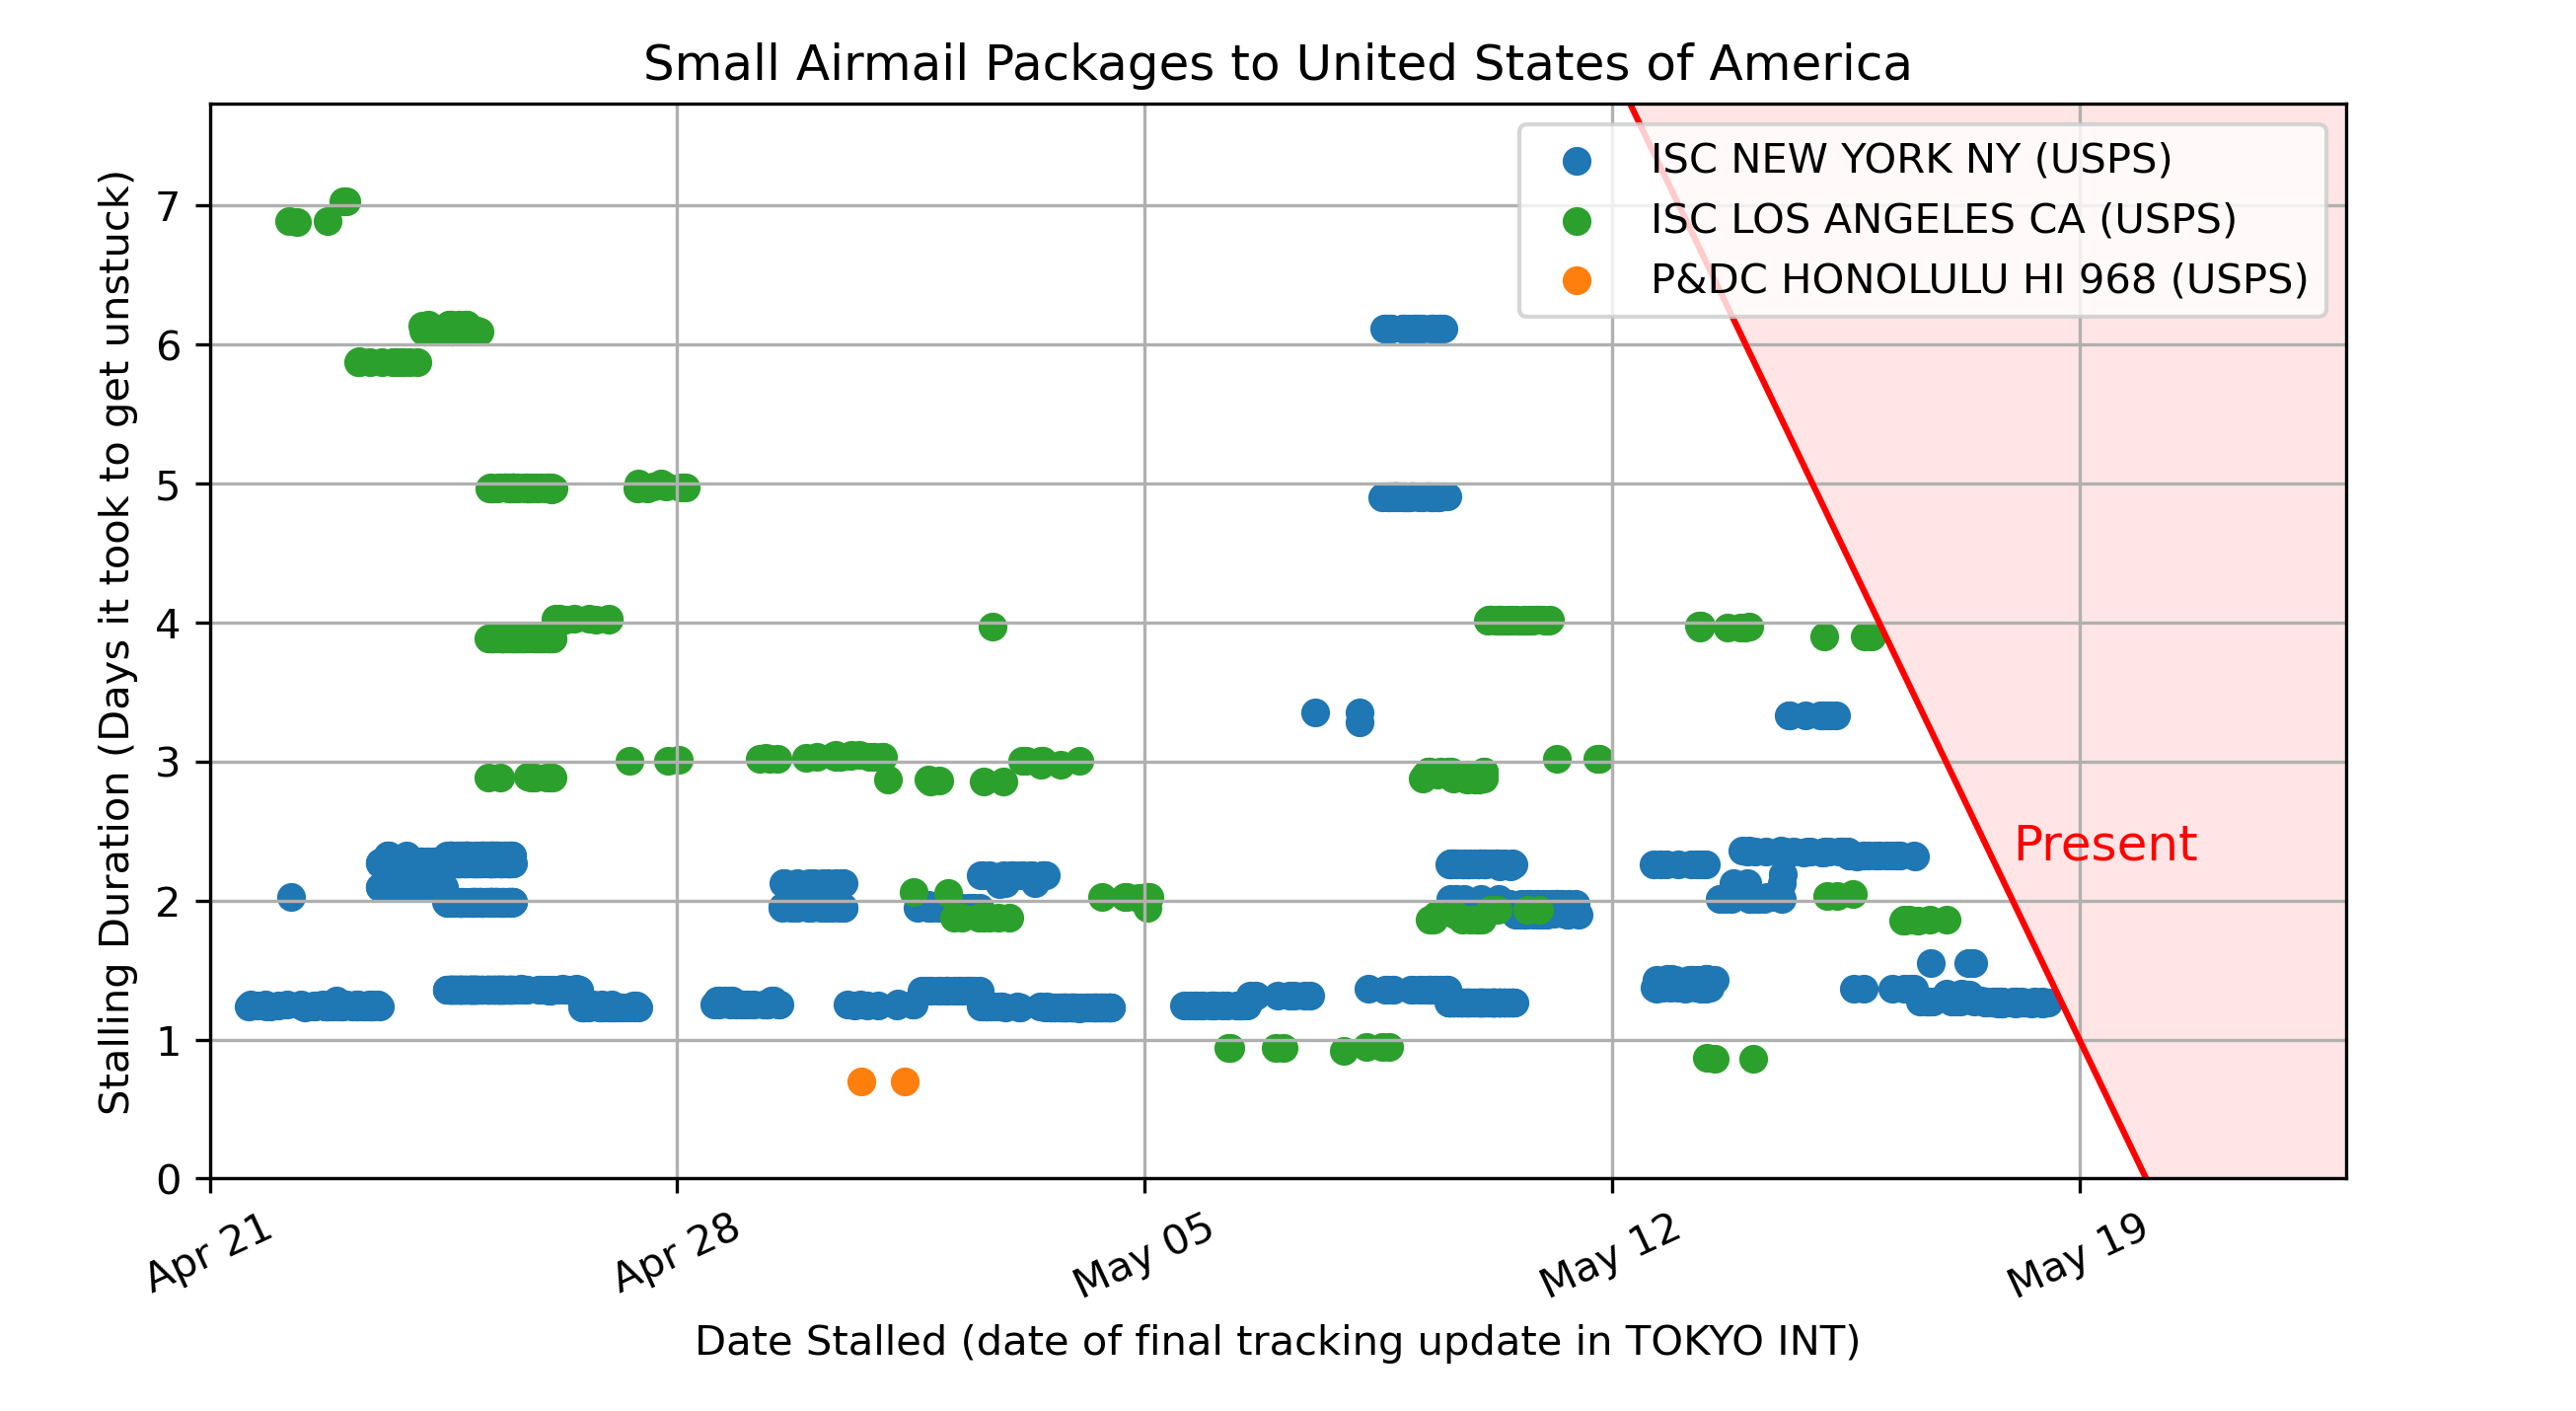 Small Airmail Packages to United States of America
ISC NEW YORK NY (USPS)
ISC LOS ANGELES CA (USPS)
P&DC HONOLULU HI 968 (USPS)
Stalling Duration (Days it took to get unstuck)
7
6
5
4
3
2
1
0
Present
Apr 21
Apr 28
May 05
May 12
May 19
Date Stalled (date of final tracking update in TOKYO INT)